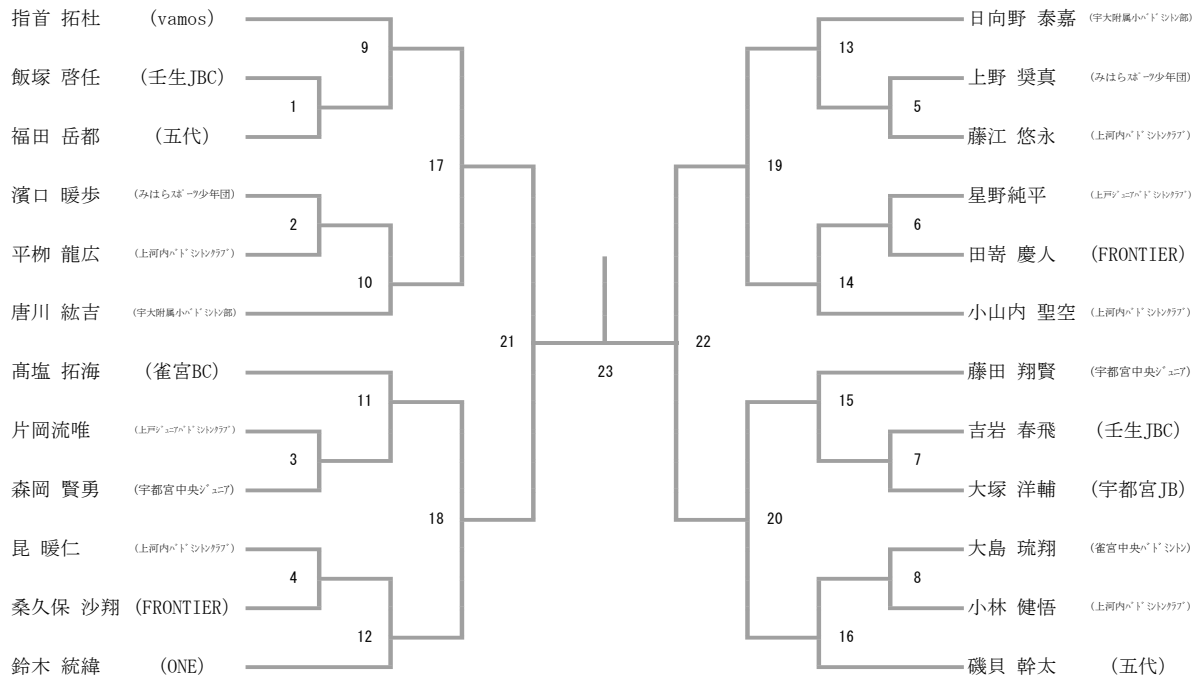 指首 拓杜 (vamos)
飯塚 啓任 (壬生JBC)
福田 岳都 (五代)
濱口 暖歩 (みはらスポーツ少年団)
平栁 龍広 (上河内バドミントンクラブ)
唐川 紘吉 (宇大附属小バドミントン部)
髙塩 拓海 (雀宮BC)
片岡流唯 (上戸ジュニアバドミントンクラブ)
森岡 賢勇 (宇都宮中央ジュニア)
昆 暖仁 (上河内バドミントンクラブ)
桑久保 沙翔 (FRONTIER)
鈴木 統緯 (ONE)
1
2
3
4
9
10
11
12
17
18
21
23
22
19
20
13
14
15
16
5
6
7
8
日向野 泰嘉 (宇大附属小バドミントン部)
上野 奨真 (みはらスポーツ少年団)
藤江 悠永 (上河内バドミントンクラブ)
星野純平 (上戸ジュニアバドミントンクラブ)
田嵜 慶人 (FRONTIER)
小山内 聖空 (上河内バドミントンクラブ)
藤田 翔賢 (宇都宮中央ジュニア)
吉岩 春飛 (壬生JBC)
大塚 洋輔 (宇都宮JB)
大島 琉翔 (雀宮中央バドミントン)
小林 健悟 (上河内バドミントンクラブ)
磯貝 幹太 (五代)